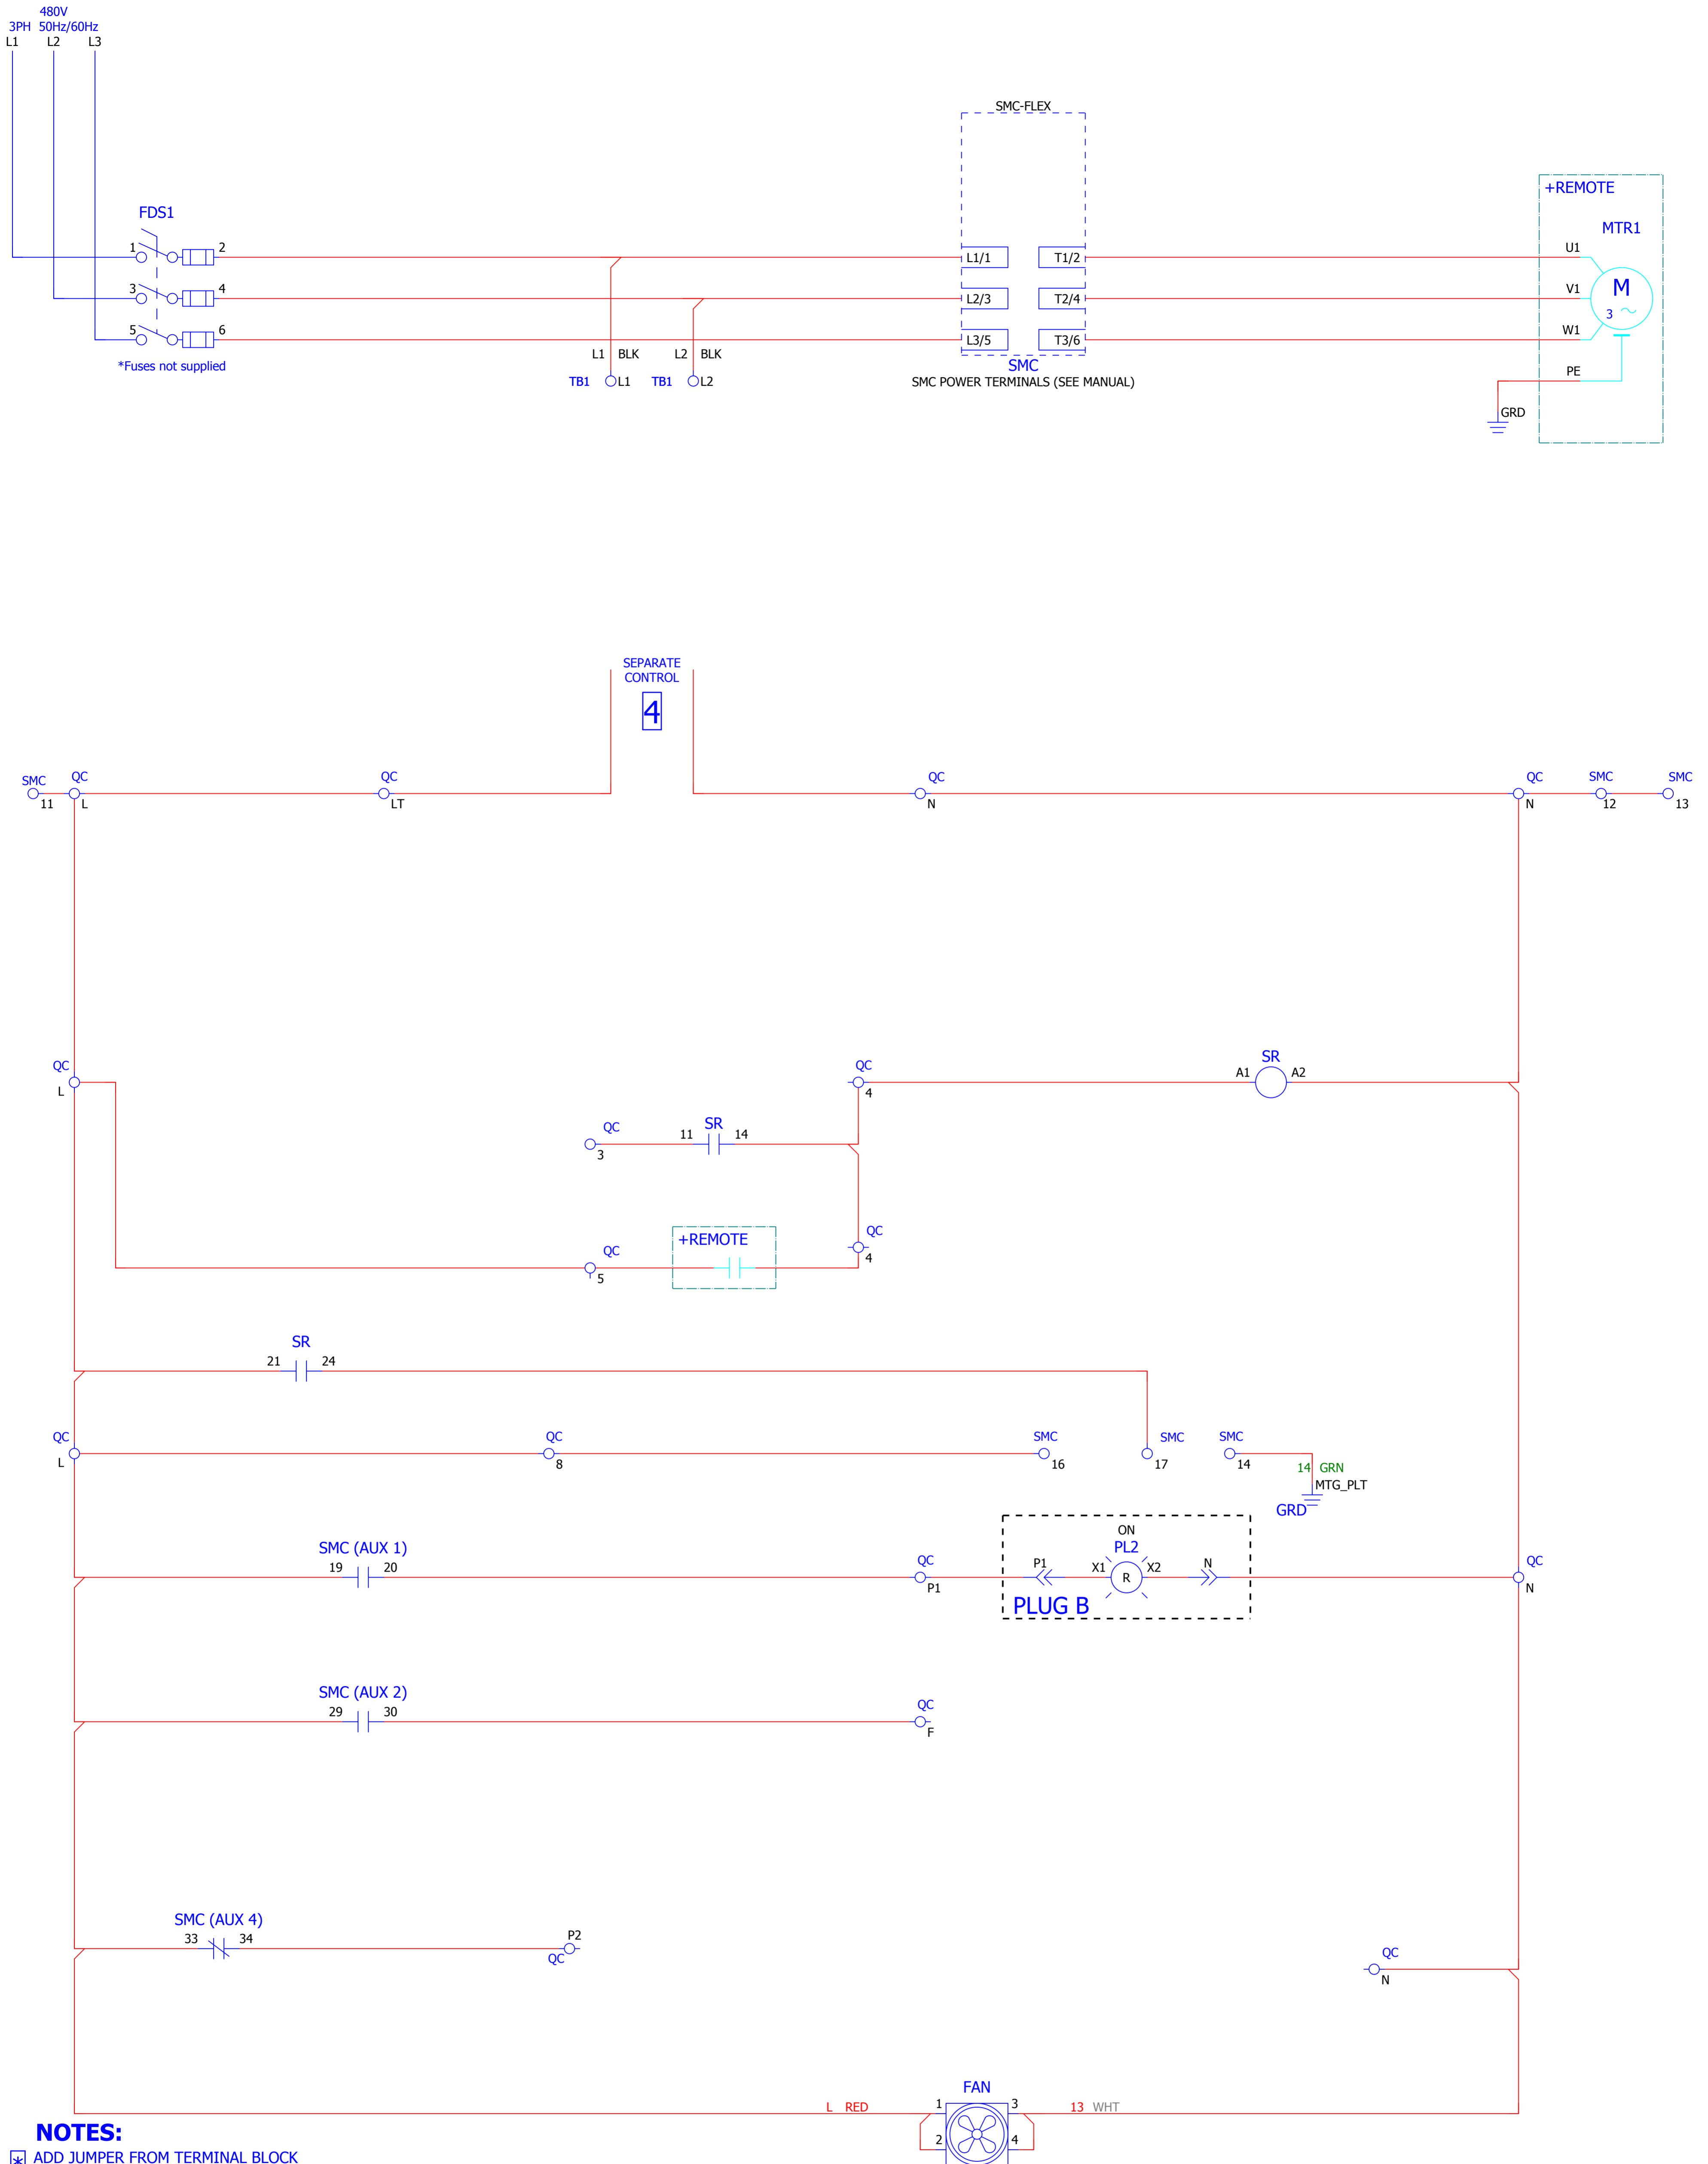 480V
3PH 50Hz/60Hz
L1 L2 L3
SMC-FLEX
+REMOTE
FDS1
MTR1
1 2 L1/1 T1/2 U1
M
3 4 L2/3 T2/4 V1
3
5 6 L3/5 T3/6 W1
L1 BLK L2 BLK
*Fuses not supplied
SMC
PE
TB1 L1 TB1 L2
SMC POWER TERMINALS (SEE MANUAL)
GRD
SEPARATE
CONTROL
4
SMC QC QC QC QC SMC SMC
11 L LT N N 12 13
QC QC SR
A1 A2
L 4
SR
QC 11 14
3
QC
+REMOTE
QC
4
5
SR
21 24
QC QC SMC SMC SMC
L 8 16 17 14
14 GRN
MTG_PLT
GRD
ON
SMC (AUX 1)
PL2
19 20 QC P1 X1 X2 N QC
R
P1 N
PLUG B
SMC (AUX 2)
29 30 QC
F
SMC (AUX 4)
33 34 P2
QC QC
N
FAN
L RED 1 3 13 WHT
NOTES:
2 4
* ADD JUMPER FROM TERMINAL BLOCK